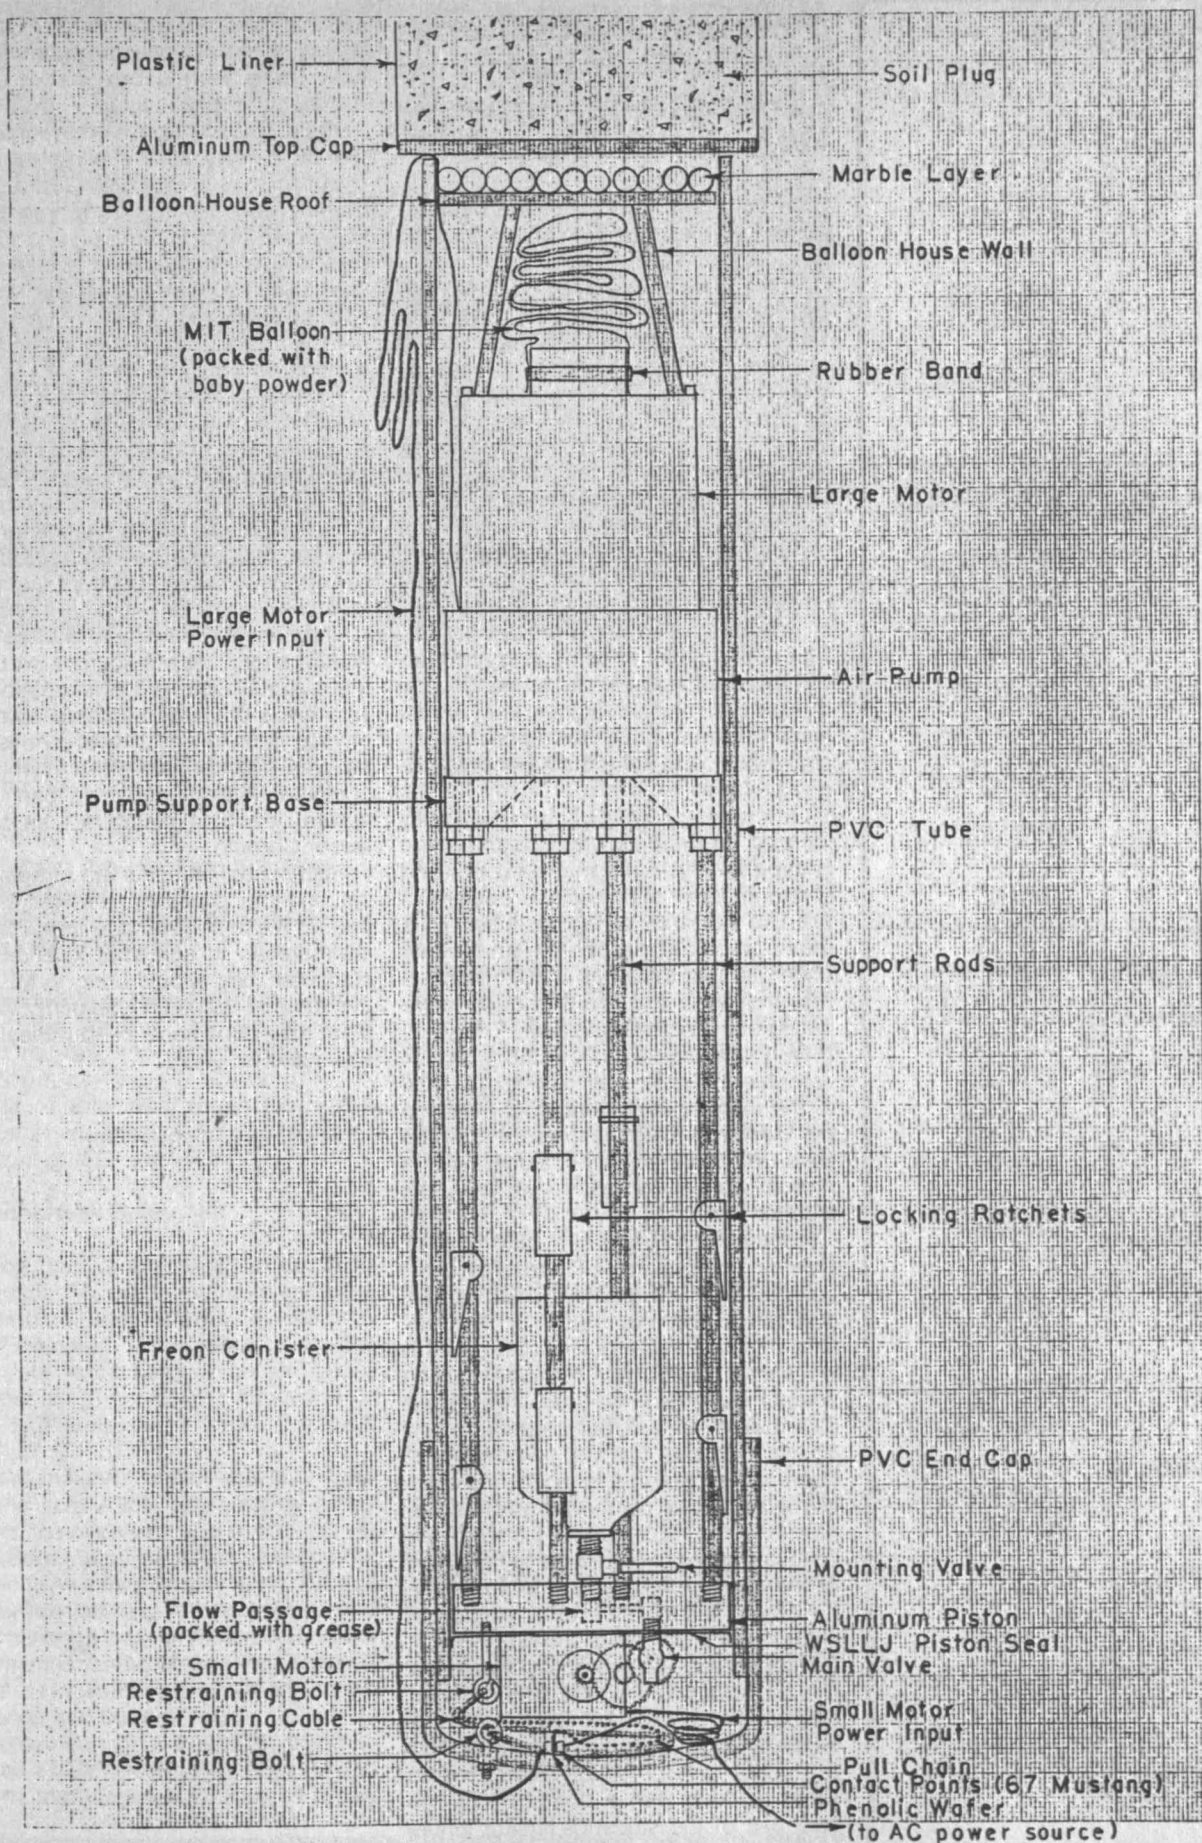 Plastic Liner
Soil Plug
Aluminum Top Cap
Marble Layer
Balloon House Roof
Balloon House Wall
MIT Balloon
(packed with
baby powder)
Rubber Band
Large Motor
Large Motor
Power Input
Air Pump
Pump Support Base
PVC Tube
Support Rods
Locking Ratchets
Freon Canister
PVC End Cap
Mounting Valve
Flow Passage
(packed with grease)
Aluminum Piston
WSLLJ Piston Seal
Main Valve
Small Motor
Restraining Bolt
Restraining Cable
Small Motor
Power Input
Restraining Bolt
Pull Chain
Contact Points (67 Mustang)
Phenolic Wafer
(to AC power source)